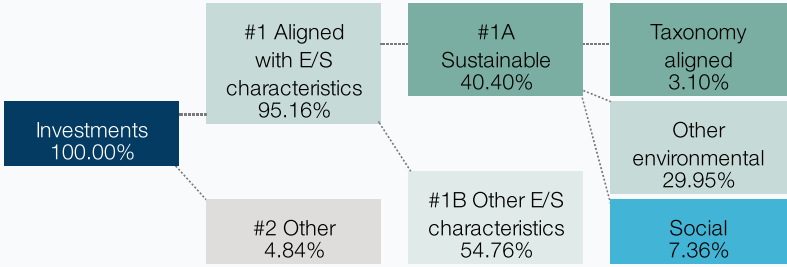 Investments
100.00%
#1 Aligned
with E/S
characteristics
95.16%
#2 Other
4.84%
#1A
Sustainable
40.40%
#1B Other E/S
characteristics
54.76%
Taxonomy
aligned
3.10%
Other
environmental
29.95%
Social
7.36%